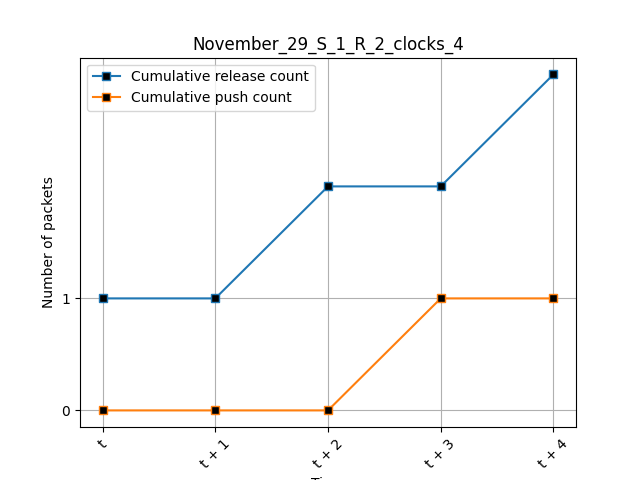 November_29_S_1_R_2_clocks_4
Cumulative release count
Cumulative push count
Number of packets
1
0
t
t + 1
t + 2
t + 3
t + 4